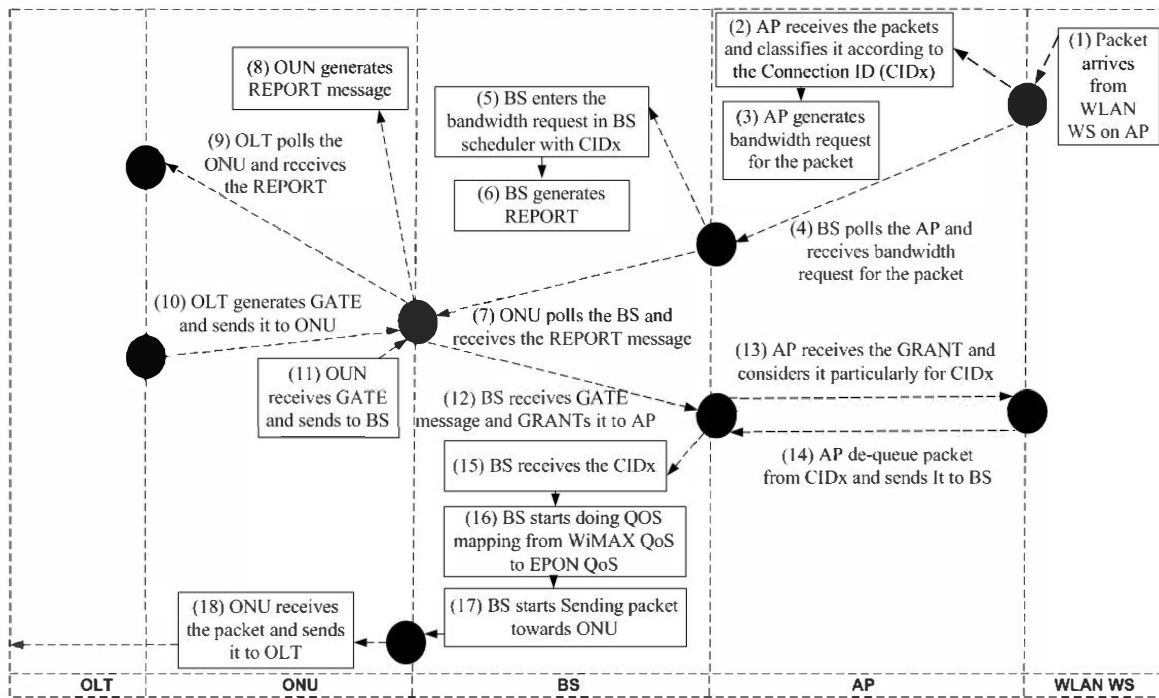 (1) Packet
arrives
from
WLAN
WS on AP
(2) AP receives the packets
and classifies it according to
the Connection ID (CIDx)
(3) AP generates
bandwidth request
for the packet
(4) BS polls the AP and
receives bandwidth
request for the packet
(5) BS enters the
bandwidth request in BS
scheduler with CIDx
(6) BS generates
REPORT
(7) ONU polls the BS and
receives the REPORT message
(8) OUN generates
REPORT message
(9) OLT polls the
ONU and receives
the REPORT
(10) OLT generates GATE
and sends it to ONU
(11) OUN
receives GATE
and sends to BS
(12) BS receives GATE
message and GRANTs it to AP
(13) AP receives the GRANT and
considers it particularly for CIDx
(14) AP de-queue packet
from CIDx and sends It to BS
(15) BS receives the CIDx
(16) BS starts doing QOS
mapping from WiMAX QoS
to EPON QoS
(17) BS starts Sending packet
towards ONU
(18) ONU receives
the packet and sends
it to OLT
OLT
ONU
BS
AP
WLAN WS